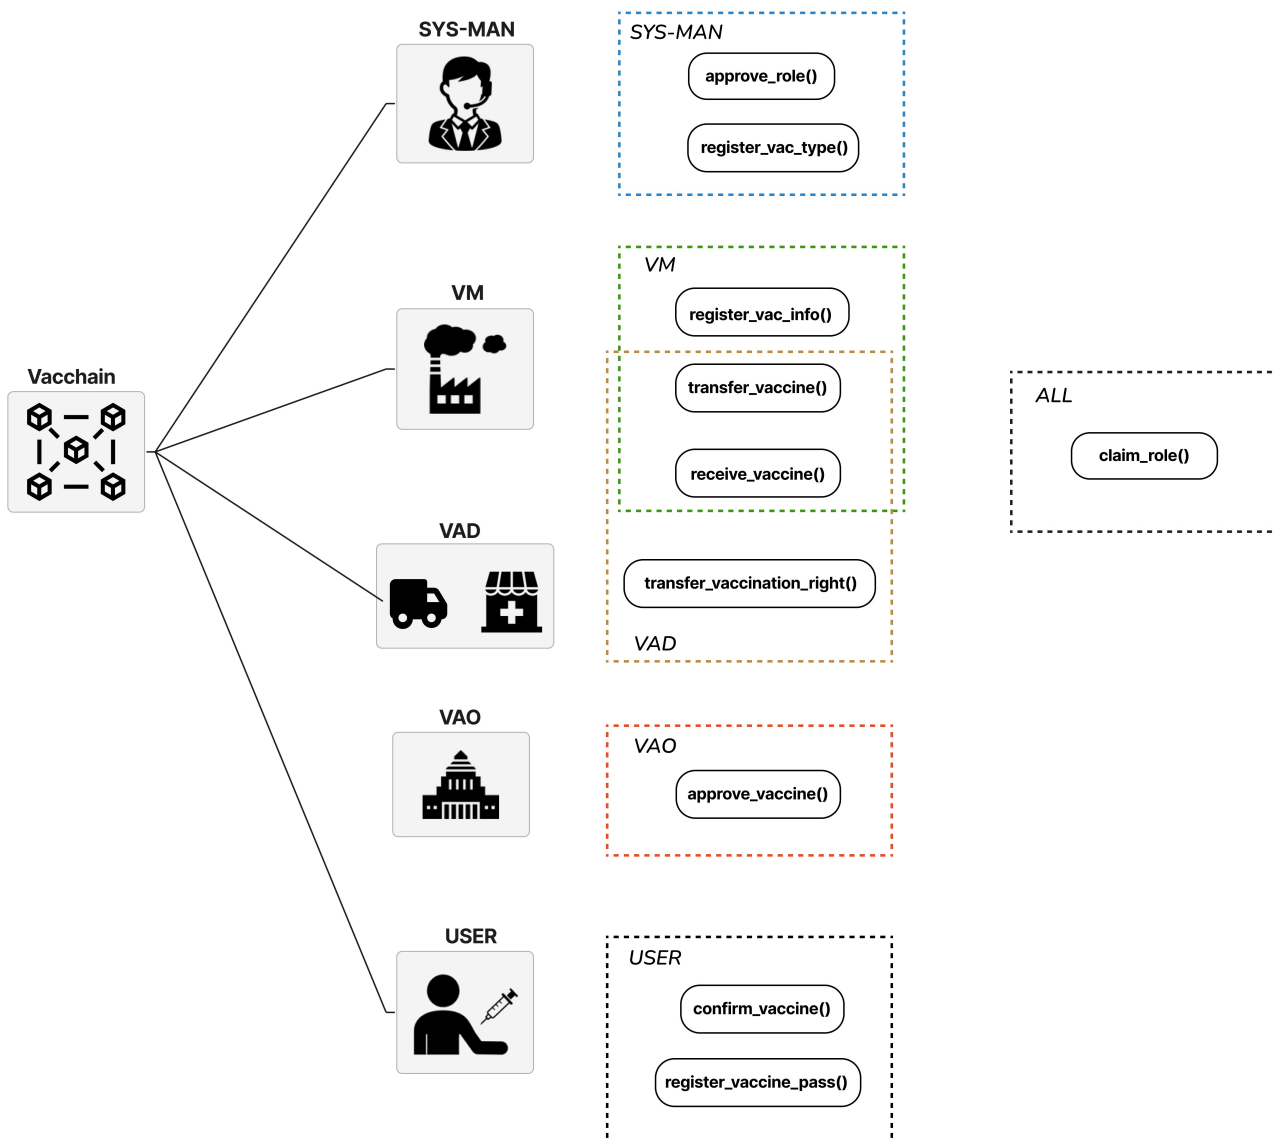 SYS-MAN
SYS-MAN
approve_role()
register_vac_type()
VM
VM
register_vac_info()
Vacchain
transfer_vaccine()
ALL
claim_role()
receive_vaccine()
VAD
transfer_vaccination_right()
VAD
VAO
VAO
approve_vaccine()
USER
USER
confirm_vaccine()
register_vaccine_pass()